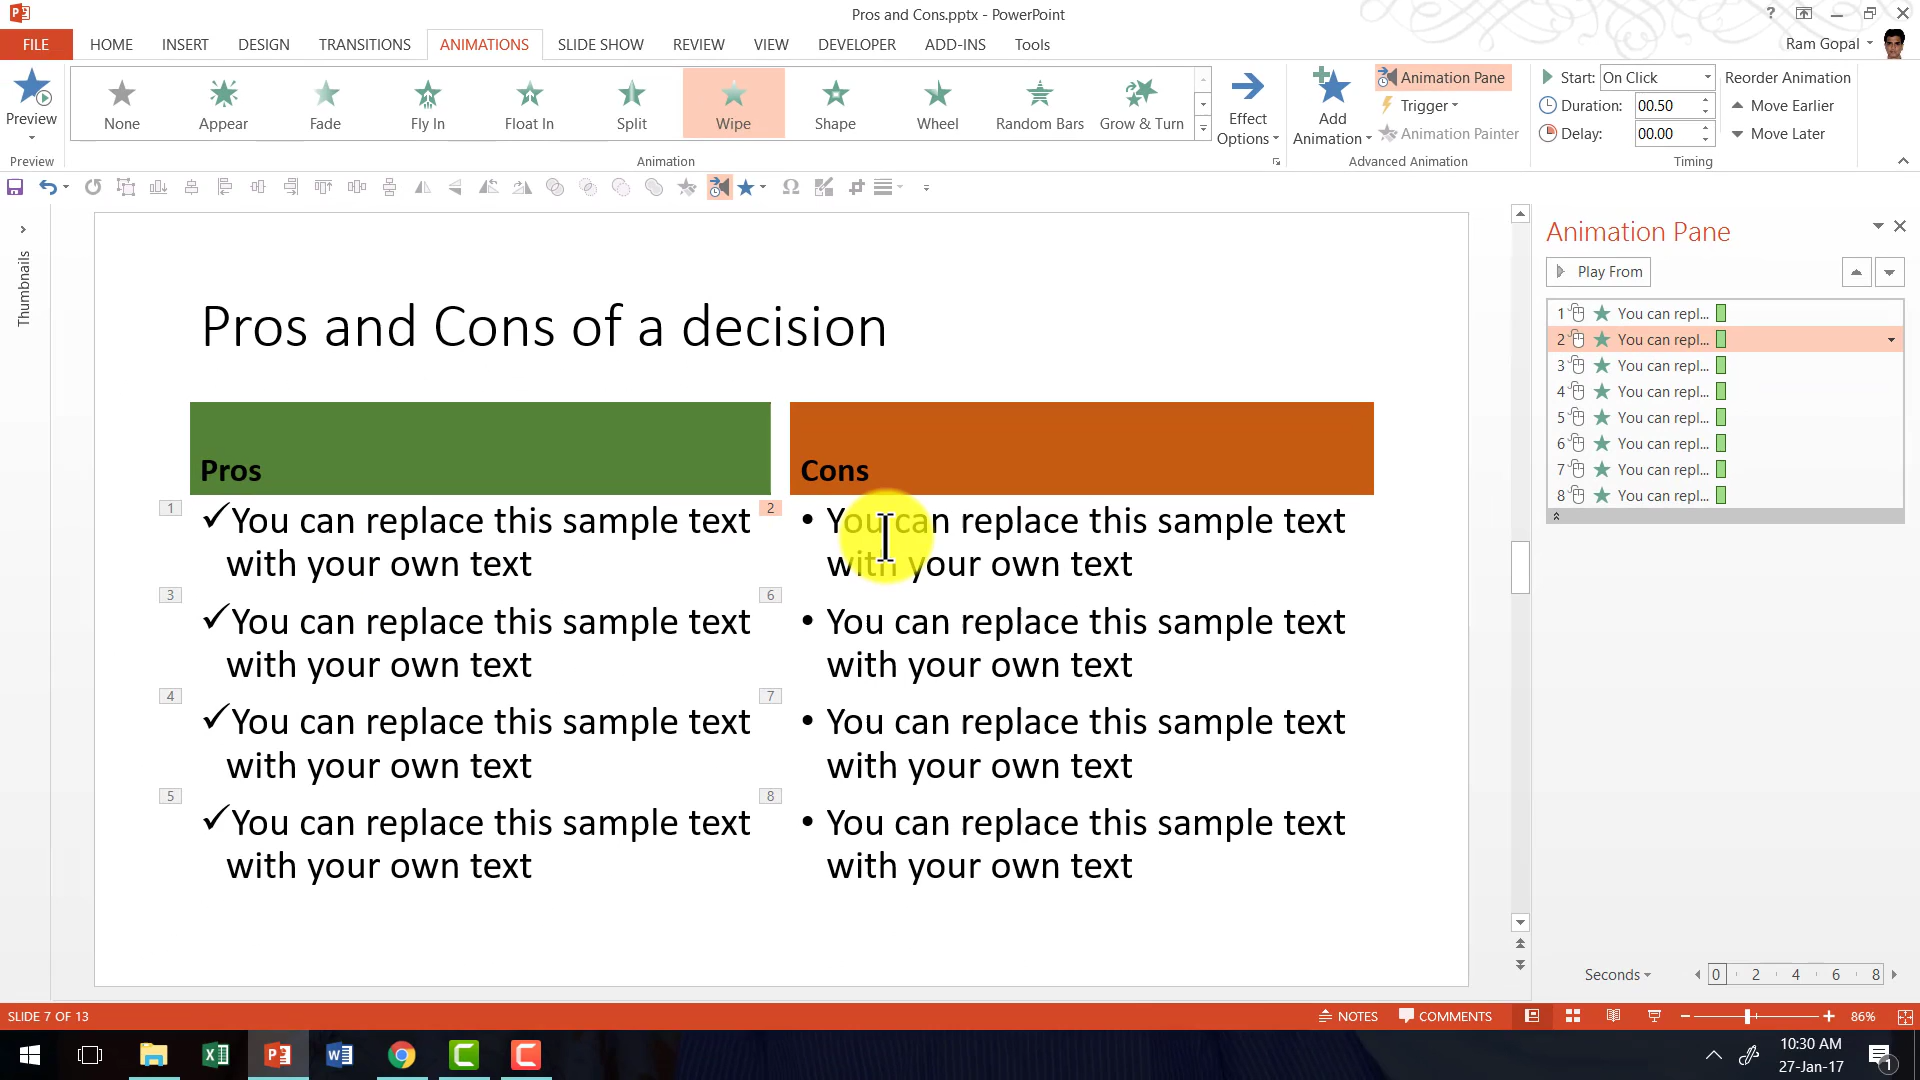 Pros and Cons.pptx - PowerPoint
?
FILE HOME INSERT DESIGN TRANSITIONS ANIMATIONS SLIDE SHOW REVIEW VIEW DEVELOPER ADD-INS Tools
Ram Gopal
Preview
Preview
None Appear Fade Fly In Float In Split Wipe Shape Wheel Random Bars Grow & Turn
Animation
Effect
Options
Add
Animation
Animation Pane
Trigger
Animation Painter
Advanced Animation
Start: On Click
Duration: 00.50
Delay: 00.00
Reorder Animation
Move Earlier
Move Later
Timing
Thumbnails
Pros and Cons of a decision
Pros
1 ✓You can replace this sample text
with your own text
3 ✓You can replace this sample text
with your own text
4 ✓You can replace this sample text
with your own text
5 ✓You can replace this sample text
with your own text
Cons
2 • You can replace this sample text
with your own text
6 • You can replace this sample text
with your own text
7 • You can replace this sample text
with your own text
8 • You can replace this sample text
with your own text
Animation Pane
Play From
1 You can repl...
2 You can repl...
3 You can repl...
4 You can repl...
5 You can repl...
6 You can repl...
7 You can repl...
8 You can repl...
Seconds 0 2 4 6 8
SLIDE 7 OF 13
NOTES COMMENTS 86%
10:30 AM
27-Jan-17
1